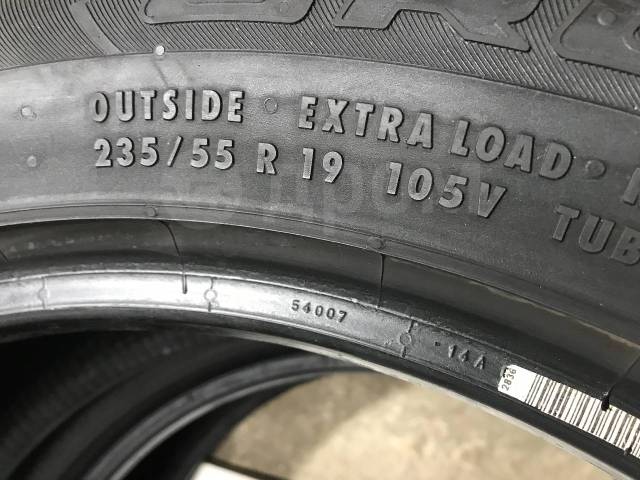 OUTSIDE • EXTRA LOAD •
235/55 R 19 105V TUB
54007
14A
2836